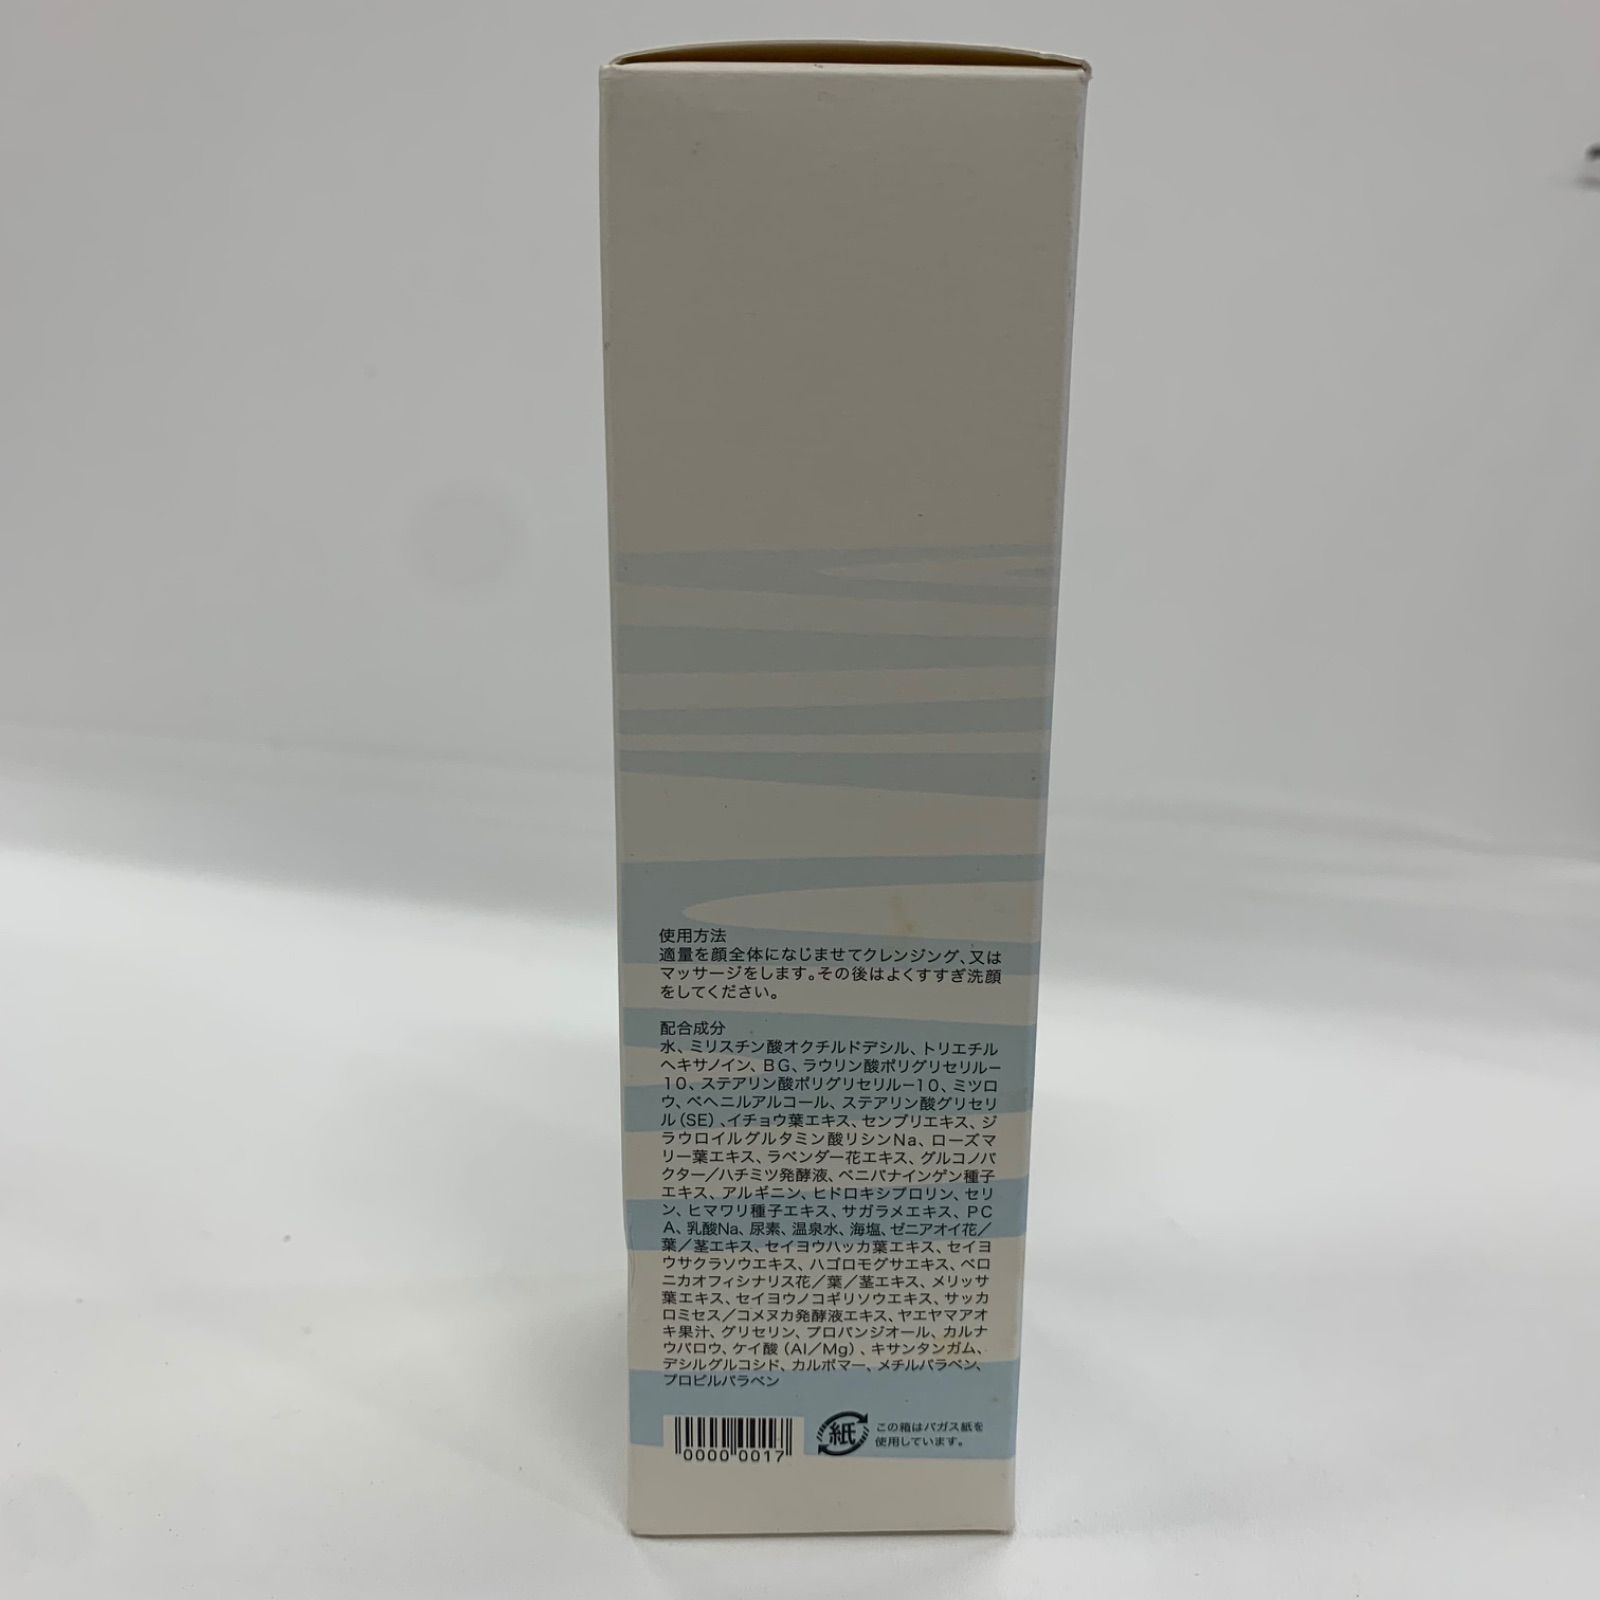 使用方法
適量を顔全体になじませてクレンジング、又は
マッサージをします。その後はよくすすぎ洗顔
をしてください。
配合成分
水、ミリスチン酸オクチルドデシル、トリエチル
ヘキサノイン、BG、ラウリン酸ポリグリセリル－
10、ステアリン酸ポリグリセリル－10、ミツロ
ウ、ベヘニルアルコール、ステアリン酸グリセリ
ル（SE）、イチョウ葉エキス、センブリエキス、ジ
ラウロイルグルタミン酸リシンNa、ローズマ
リー葉エキス、ラベンダー花エキス、グルコノバ
クター／ハチミツ発酵液、ベニバナインゲン種子
エキス、アルギニン、ヒドロキシプロリン、セリ
ン、ヒマワリ種子エキス、サガラメエキス、PC
A、乳酸Na、尿素、温泉水、海塩、ゼニアオイ花／
葉／茎エキス、セイヨウハッカ葉エキス、セイヨ
ウサクラソウエキス、ハゴロモグサエキス、ベロ
ニカオフィシナリス花／葉／茎エキス、メリッサ
葉エキス、セイヨウノコギリソウエキス、サッカ
ロミセス／コメヌカ発酵液エキス、ヤエヤマアオ
キ果汁、グリセリン、プロパンジオール、カルナ
ウバロウ、ケイ酸（Al／Mg）、キサンタンガム、
デシルグルコシド、カルボマー、メチルパラベン、
プロピルパラベン
紙
この箱はバガス紙を
使用しています。
0000 0017